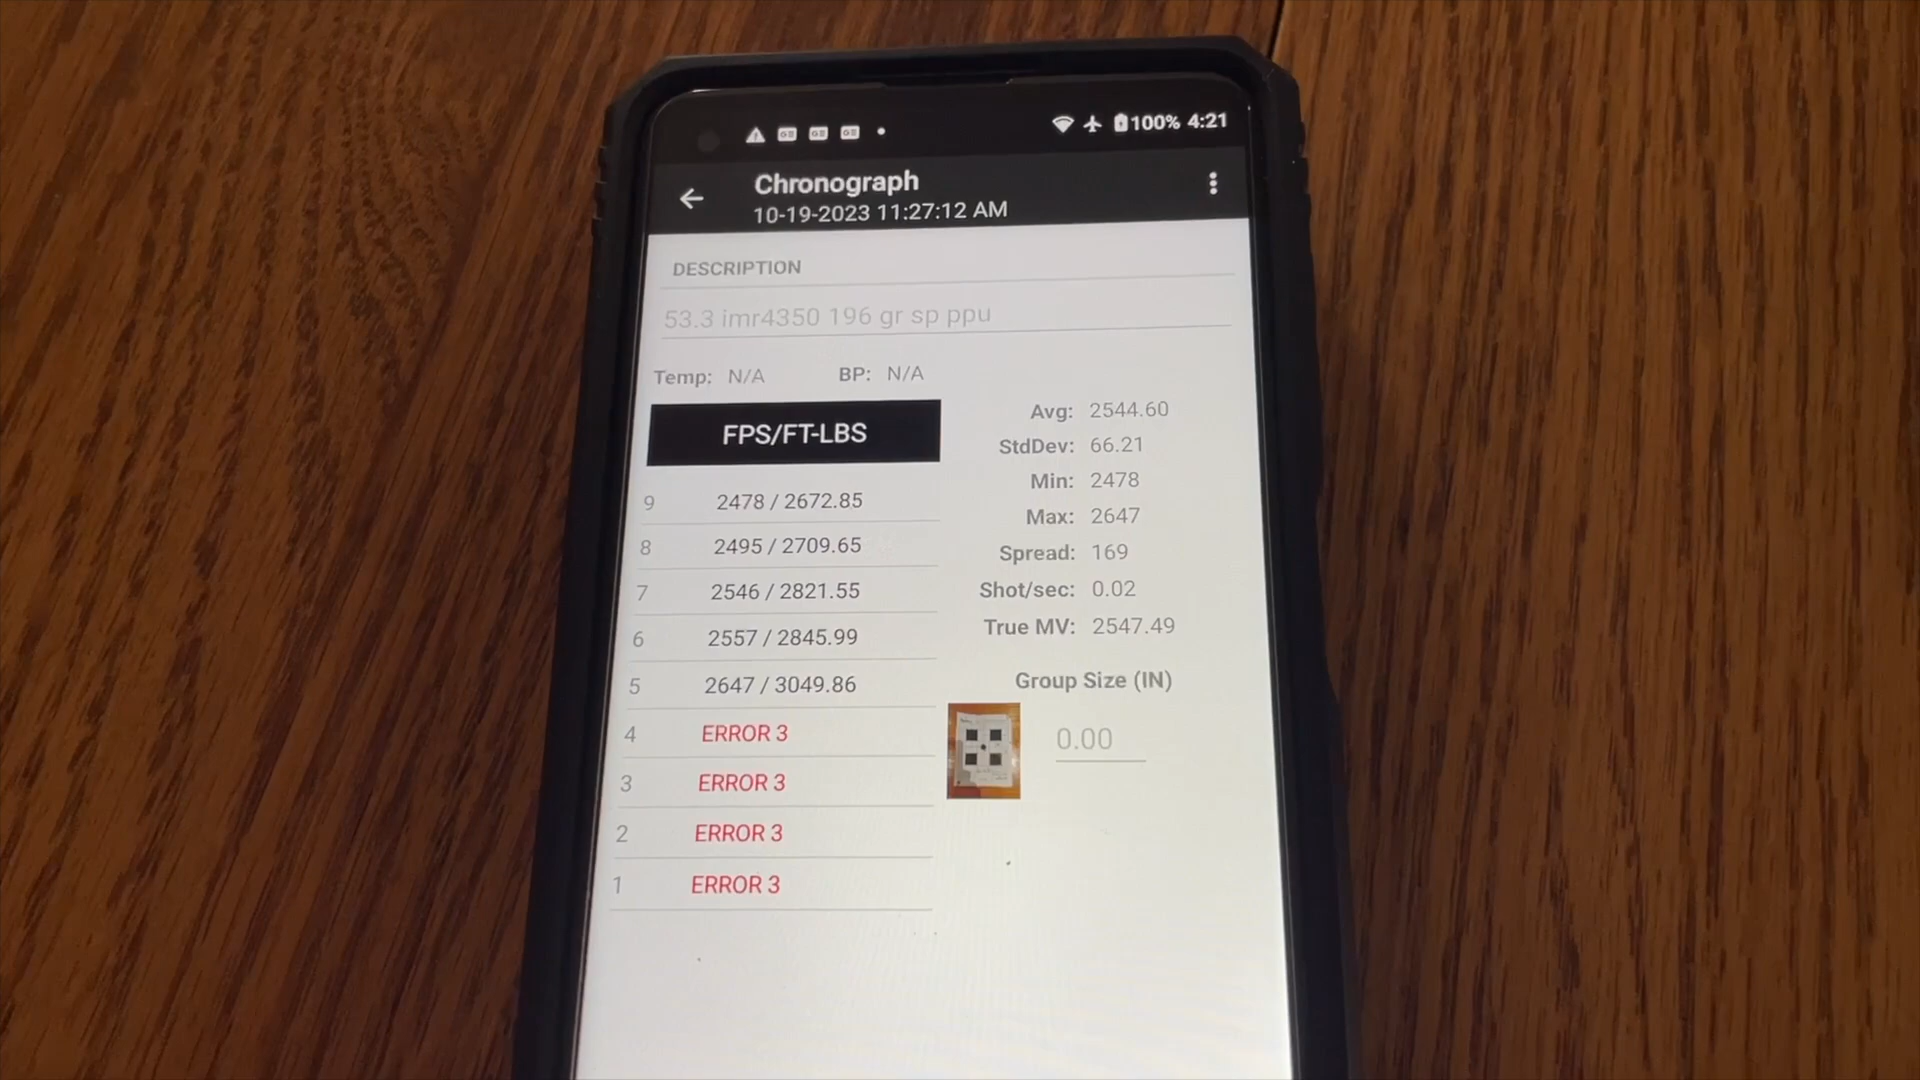 100% 4:21
Chronograph
10-19-2023 11:27:12 AM
DESCRIPTION
53.3 imr4350 196 gr sp ppu
Temp: N/A BP: N/A
FPS/FT-LBS
9 2478 / 2672.85
8 2495 / 2709.65
7 2546 / 2821.55
6 2557 / 2845.99
5 2647 / 3049.86
4 ERROR 3
3 ERROR 3
2 ERROR 3
1 ERROR 3
Avg: 2544.60
StdDev: 66.21
Min: 2478
Max: 2647
Spread: 169
Shot/sec: 0.02
True MV: 2547.49
Group Size (IN)
0.00